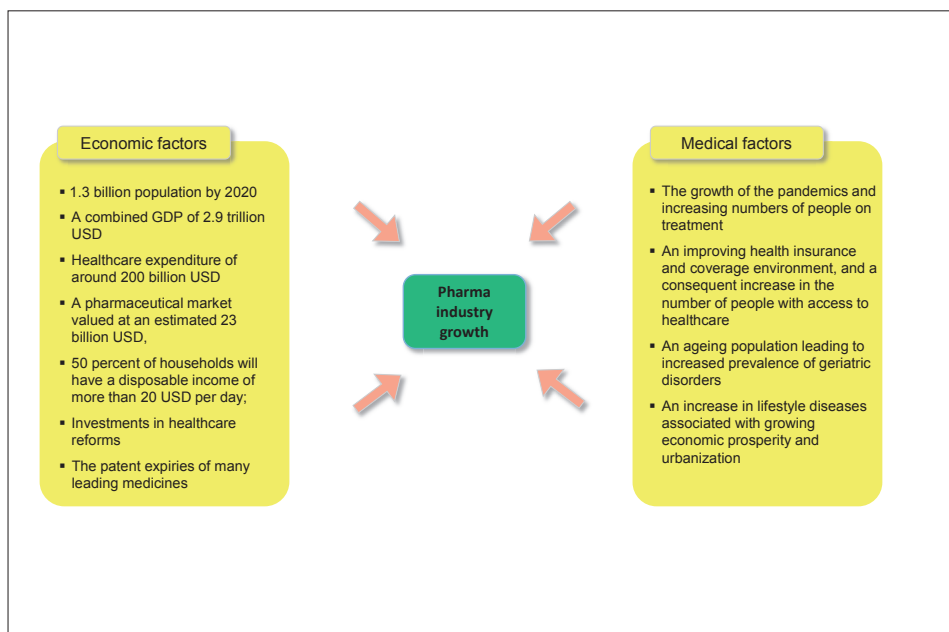 Economic factors
▪ 1.3 billion population by 2020
▪ A combined GDP of 2.9 trillion
USD
▪ Healthcare expenditure of
around 200 billion USD
▪ A pharmaceutical market
valued at an estimated 23
billion USD,
▪ 50 percent of households will
have a disposable income of
more than 20 USD per day;
▪ Investments in healthcare
reforms
▪ The patent expiries of many
leading medicines
Pharma
industry
growth
Medical factors
▪ The growth of the pandemics and
increasing numbers of people on
treatment
▪ An improving health insurance
and coverage environment, and a
consequent increase in the
number of people with access to
healthcare
▪ An ageing population leading to
increased prevalence of geriatric
disorders
▪ An increase in lifestyle diseases
associated with growing
economic prosperity and
urbanization